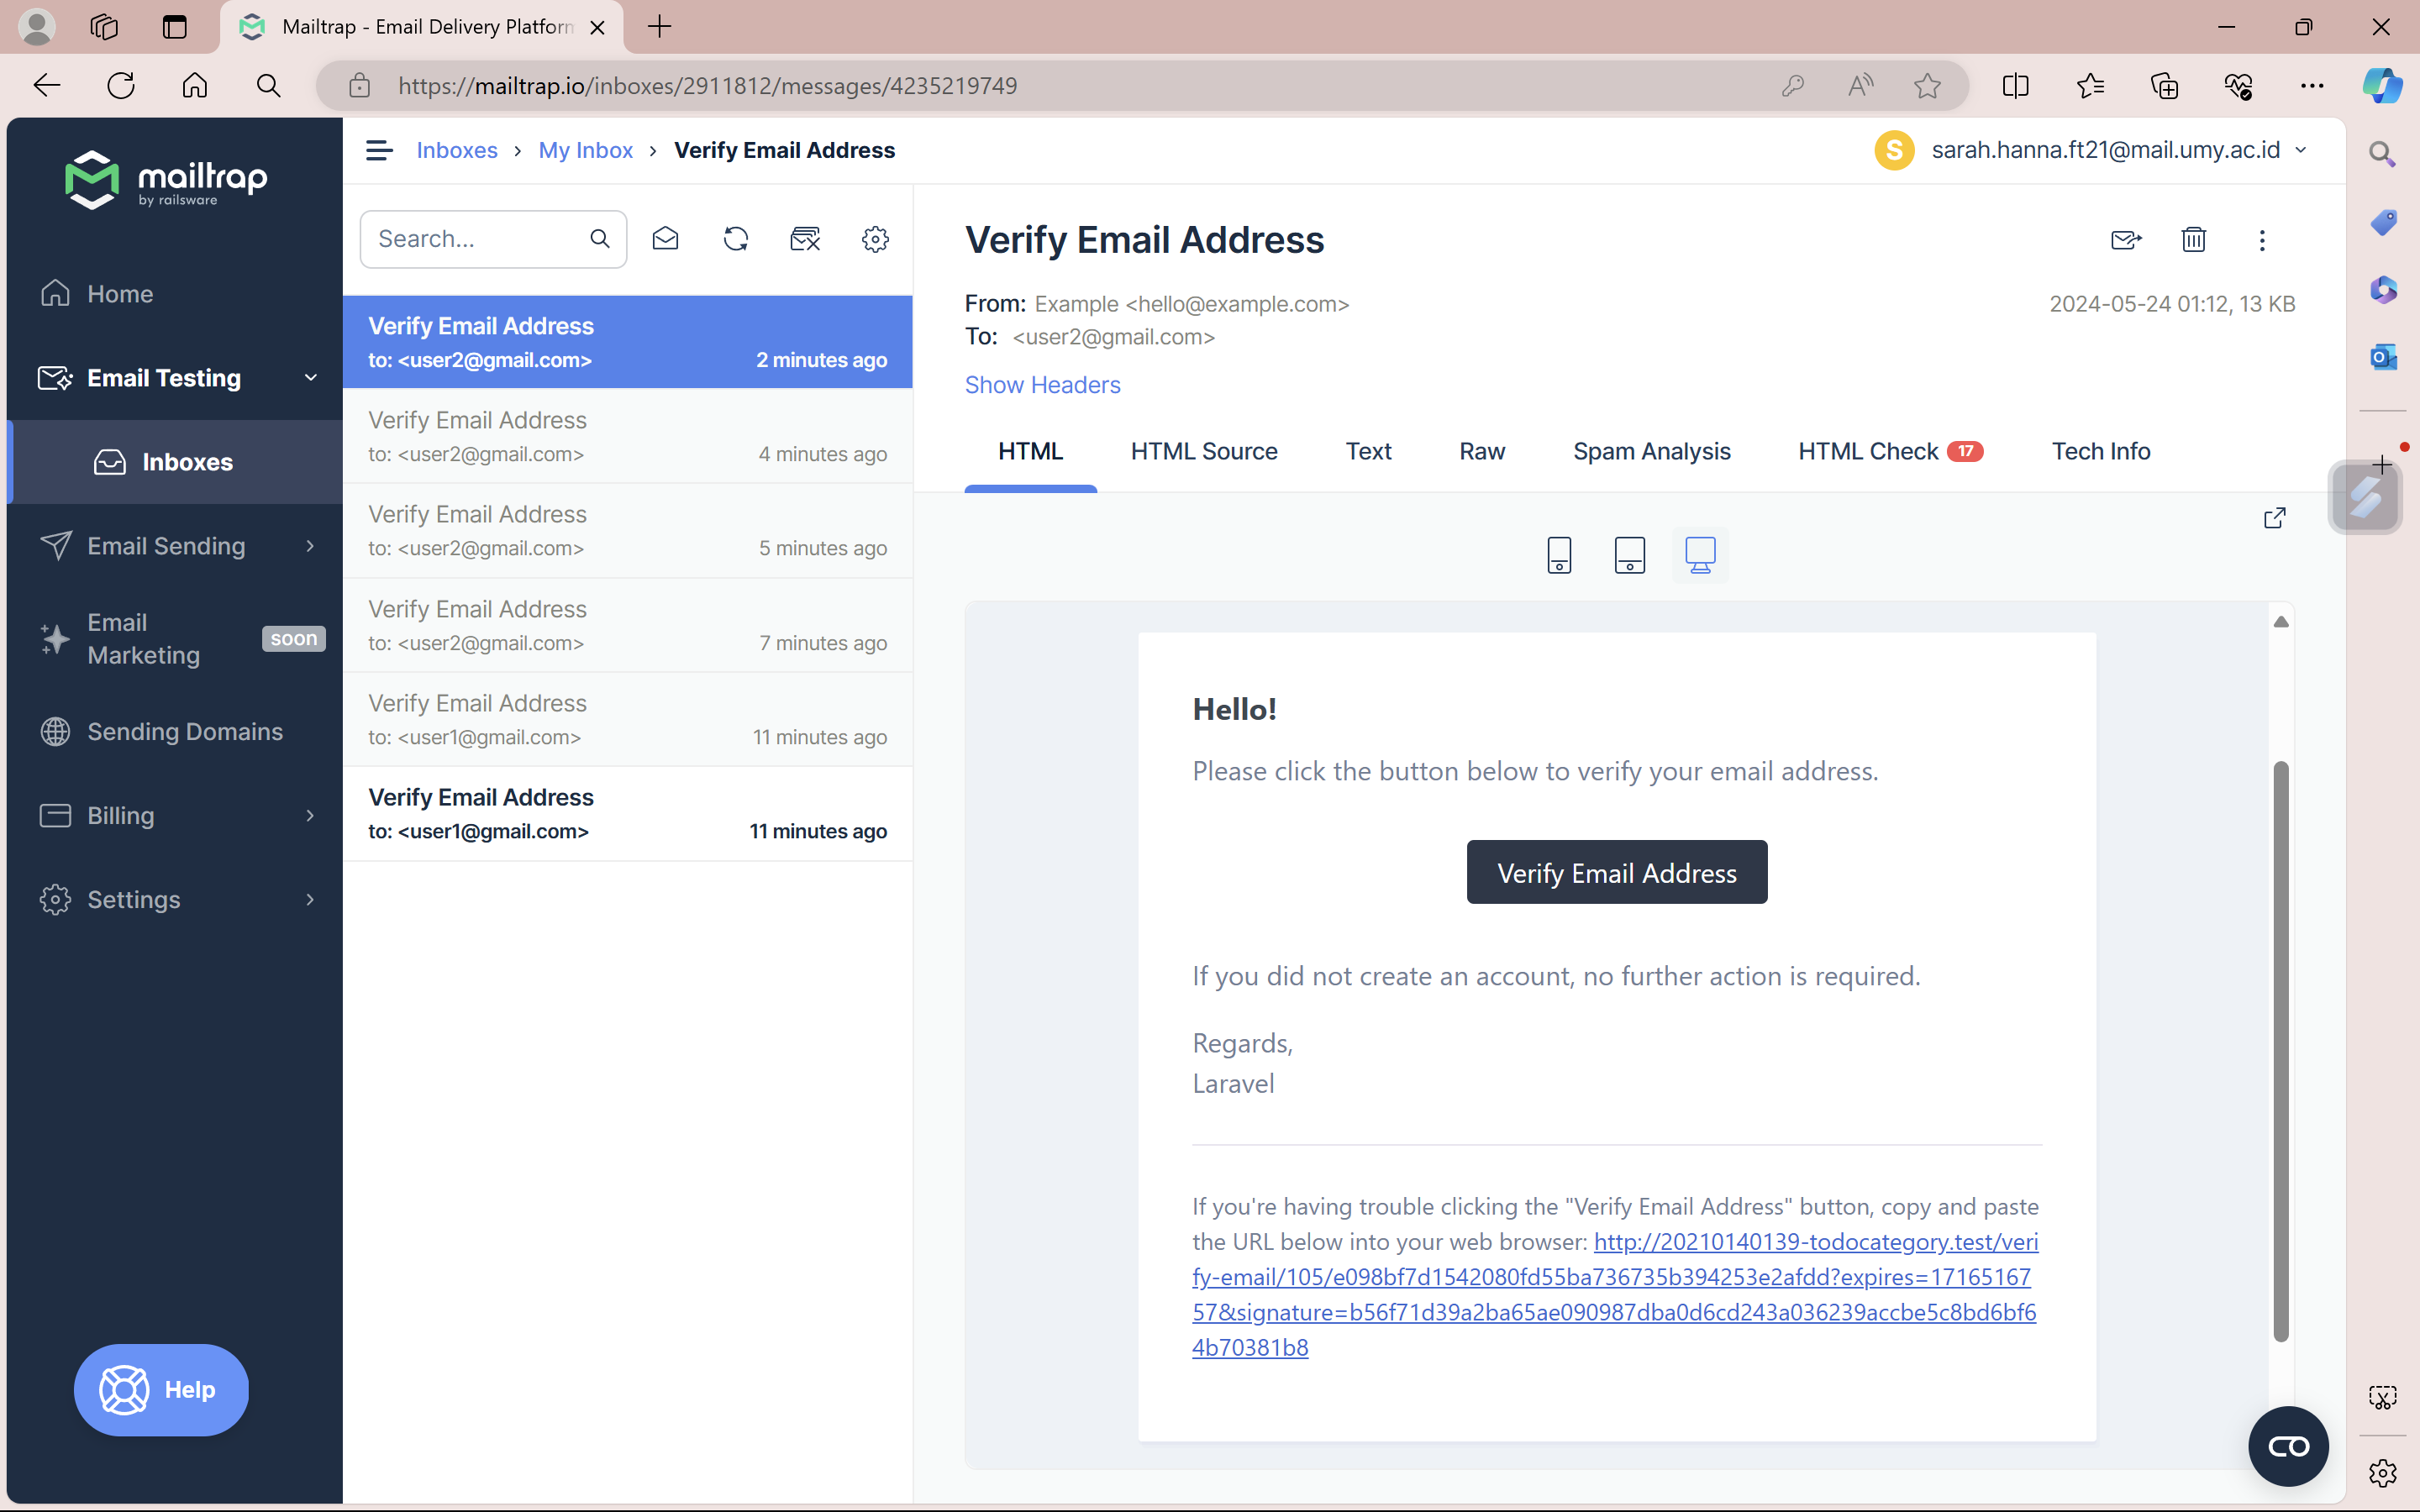 Mailtrap - Email Delivery Platform
https://mailtrap.io/inboxes/2911812/messages/4235219749
mailtrap
by railsware
Home
Email Testing
Inboxes
Email Sending
Email
Marketing
soon
Sending Domains
Billing
Settings
Help
Inboxes › My Inbox › Verify Email Address
S sarah.hanna.ft21@mail.umy.ac.id
Search...
Verify Email Address
to: <user2@gmail.com> 2 minutes ago
Verify Email Address
to: <user2@gmail.com> 4 minutes ago
Verify Email Address
to: <user2@gmail.com> 5 minutes ago
Verify Email Address
to: <user2@gmail.com> 7 minutes ago
Verify Email Address
to: <user1@gmail.com> 11 minutes ago
Verify Email Address
to: <user1@gmail.com> 11 minutes ago
Verify Email Address
From: Example <hello@example.com> 2024-05-24 01:12, 13 KB
To: <user2@gmail.com>
Show Headers
HTML HTML Source Text Raw Spam Analysis HTML Check 17 Tech Info
Hello!
Please click the button below to verify your email address.
Verify Email Address
If you did not create an account, no further action is required.
Regards,
Laravel
If you're having trouble clicking the "Verify Email Address" button, copy and paste
the URL below into your web browser: http://20210140139-todocategory.test/veri
fy-email/105/e098bf7d1542080fd55ba736735b394253e2afdd?expires=17165167
57&signature=b56f71d39a2ba65ae090987dba0d6cd243a036239accbe5c8bd6bf6
4b70381b8